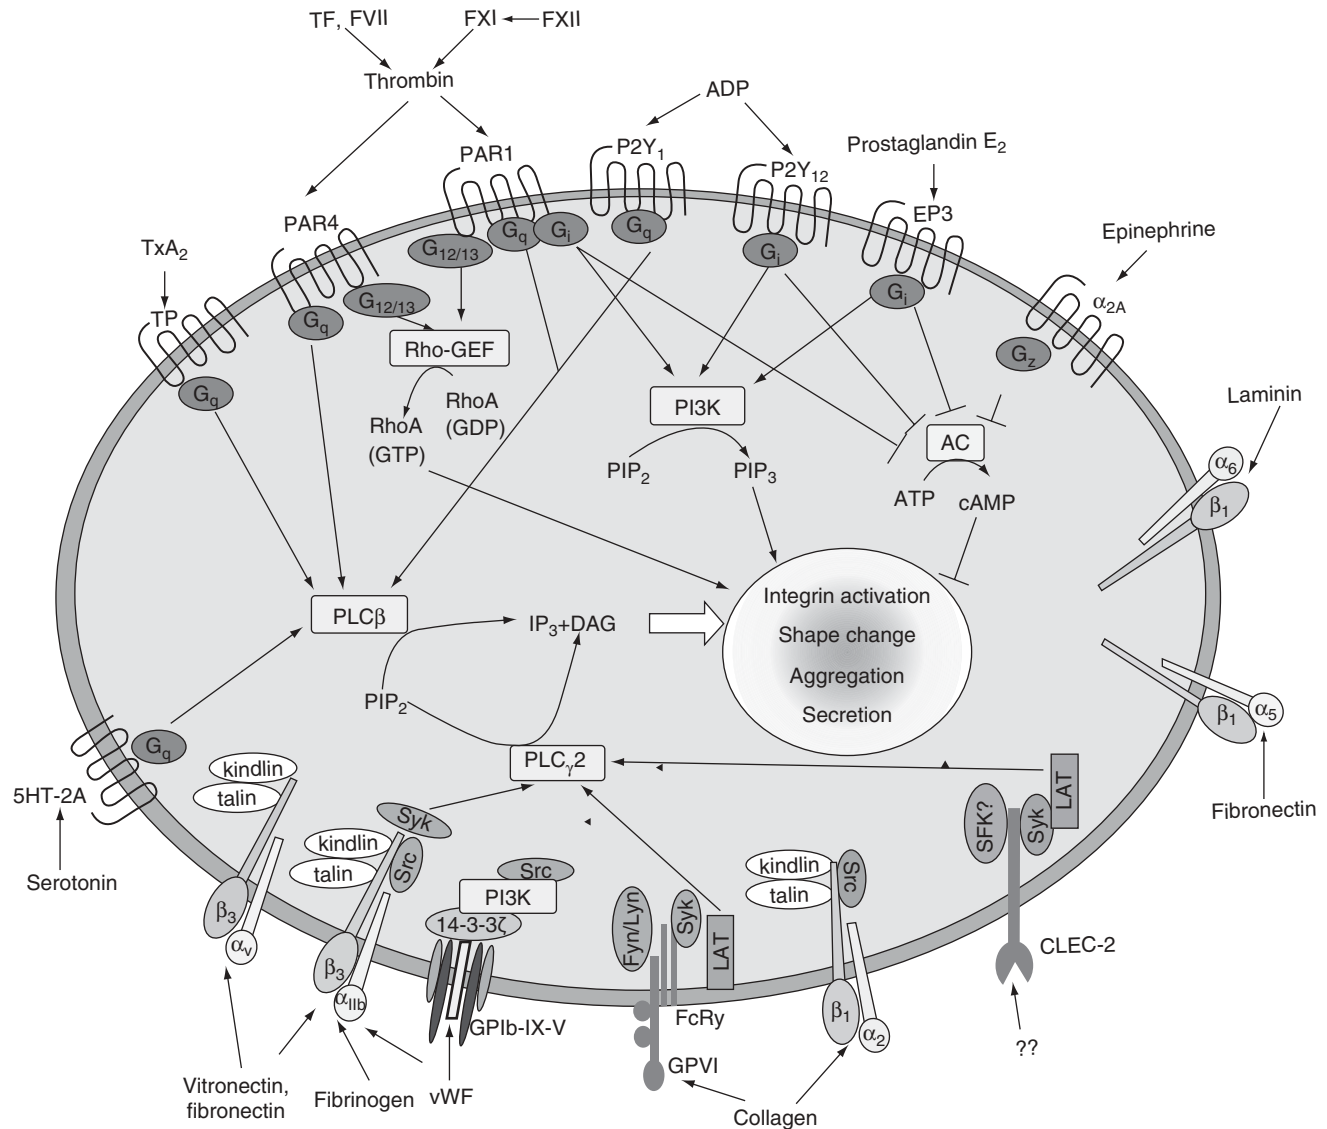 TF, FVII
FXI
FXII
Thrombin
ADP
PAR1
P2Y1
P2Y12
Prostaglandin E2
EP3
PAR4
Epinephrine
α2A
TxA2
TP
G12/13
Gq
Gi
Gq
Gi
Gi
Gz
Gq
G12/13
Gq
Rho-GEF
RhoA
(GDP)
RhoA
(GTP)
PI3K
PIP2
PIP3
AC
ATP
cAMP
Laminin
α6
β1
Integrin activation
Shape change
Aggregation
Secretion
PLCβ
IP3+DAG
PIP2
PLCγ2
Gq
5HT-2A
Serotonin
β1
α5
Fibronectin
kindlin
talin
β3
αv
kindlin
talin
Syk
Src
β3
αIIb
Src
PI3K
14-3-3ζ
GPIb-IX-V
Fyn/Lyn
Syk
LAT
FcRy
GPVI
kindlin
talin
Src
β1
α2
SFK?
Syk
LAT
CLEC-2
??
Vitronectin,
fibronectin
Fibrinogen
vWF
Collagen